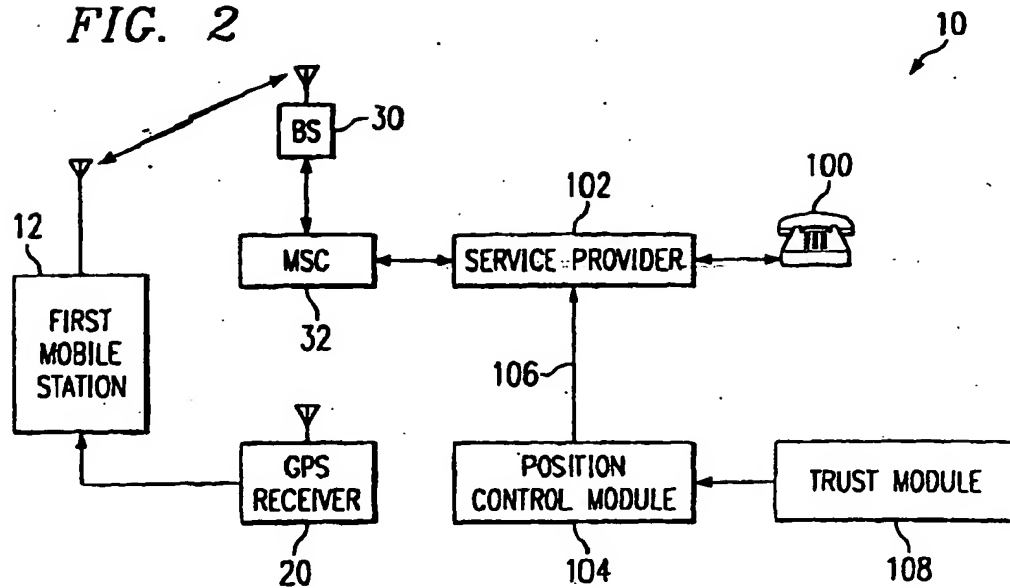 FIG. 2
10
BS
30
100
102
12
MSC
SERVICE PROVIDER
FIRST
MOBILE
STATION
32
106
GPS
RECEIVER
POSITION
CONTROL MODULE
TRUST MODULE
20
104
108